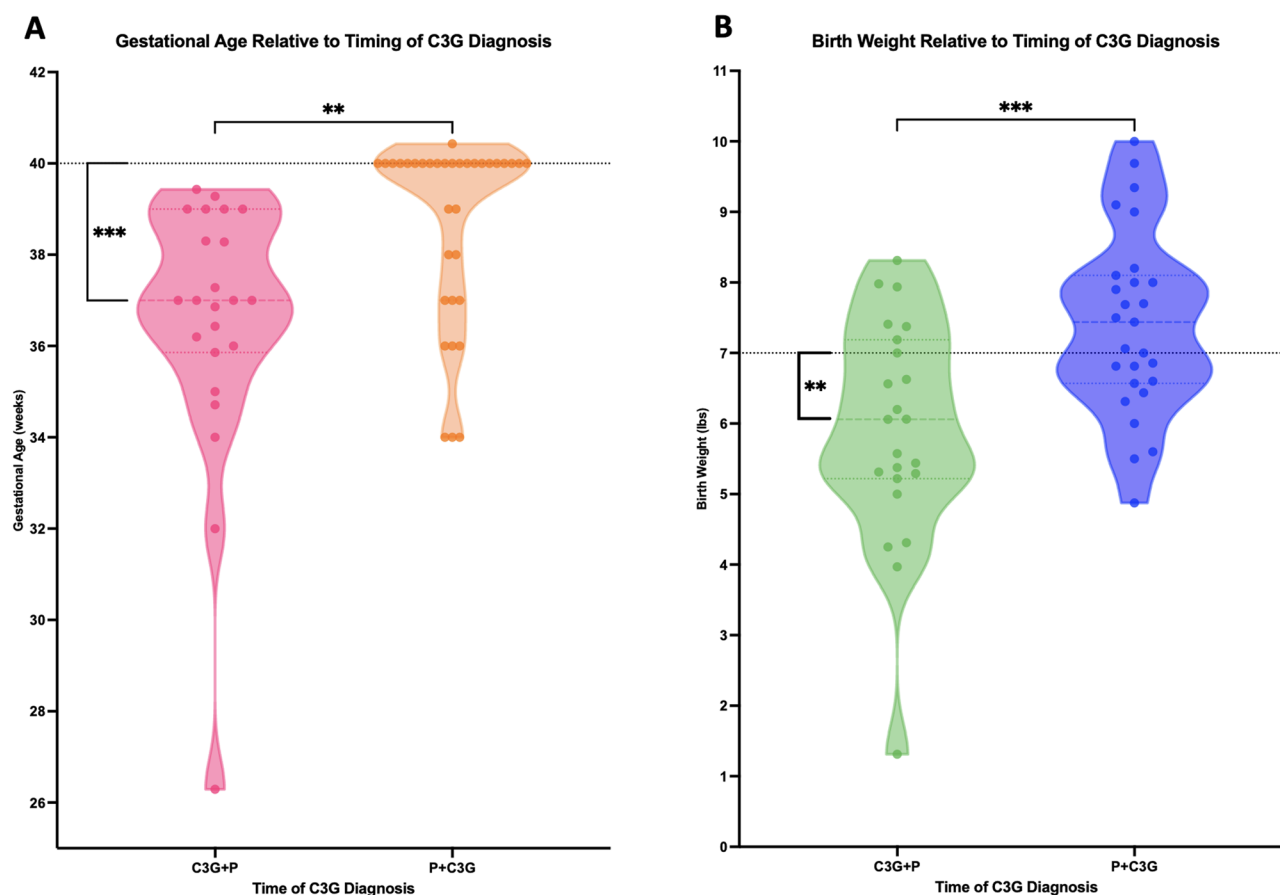 A
Gestational Age Relative to Timing of C3G Diagnosis
42
40
38
36
34
32
30
28
26
Gestational Age (weeks)
**
***
C3G+P
P+C3G
Time of C3G Diagnosis
B
Birth Weight Relative to Timing of C3G Diagnosis
11
10
9
8
7
6
5
4
3
2
1
0
Birth Weight (lbs)
***
**
C3G+P
P+C3G
Time of C3G Diagnosis